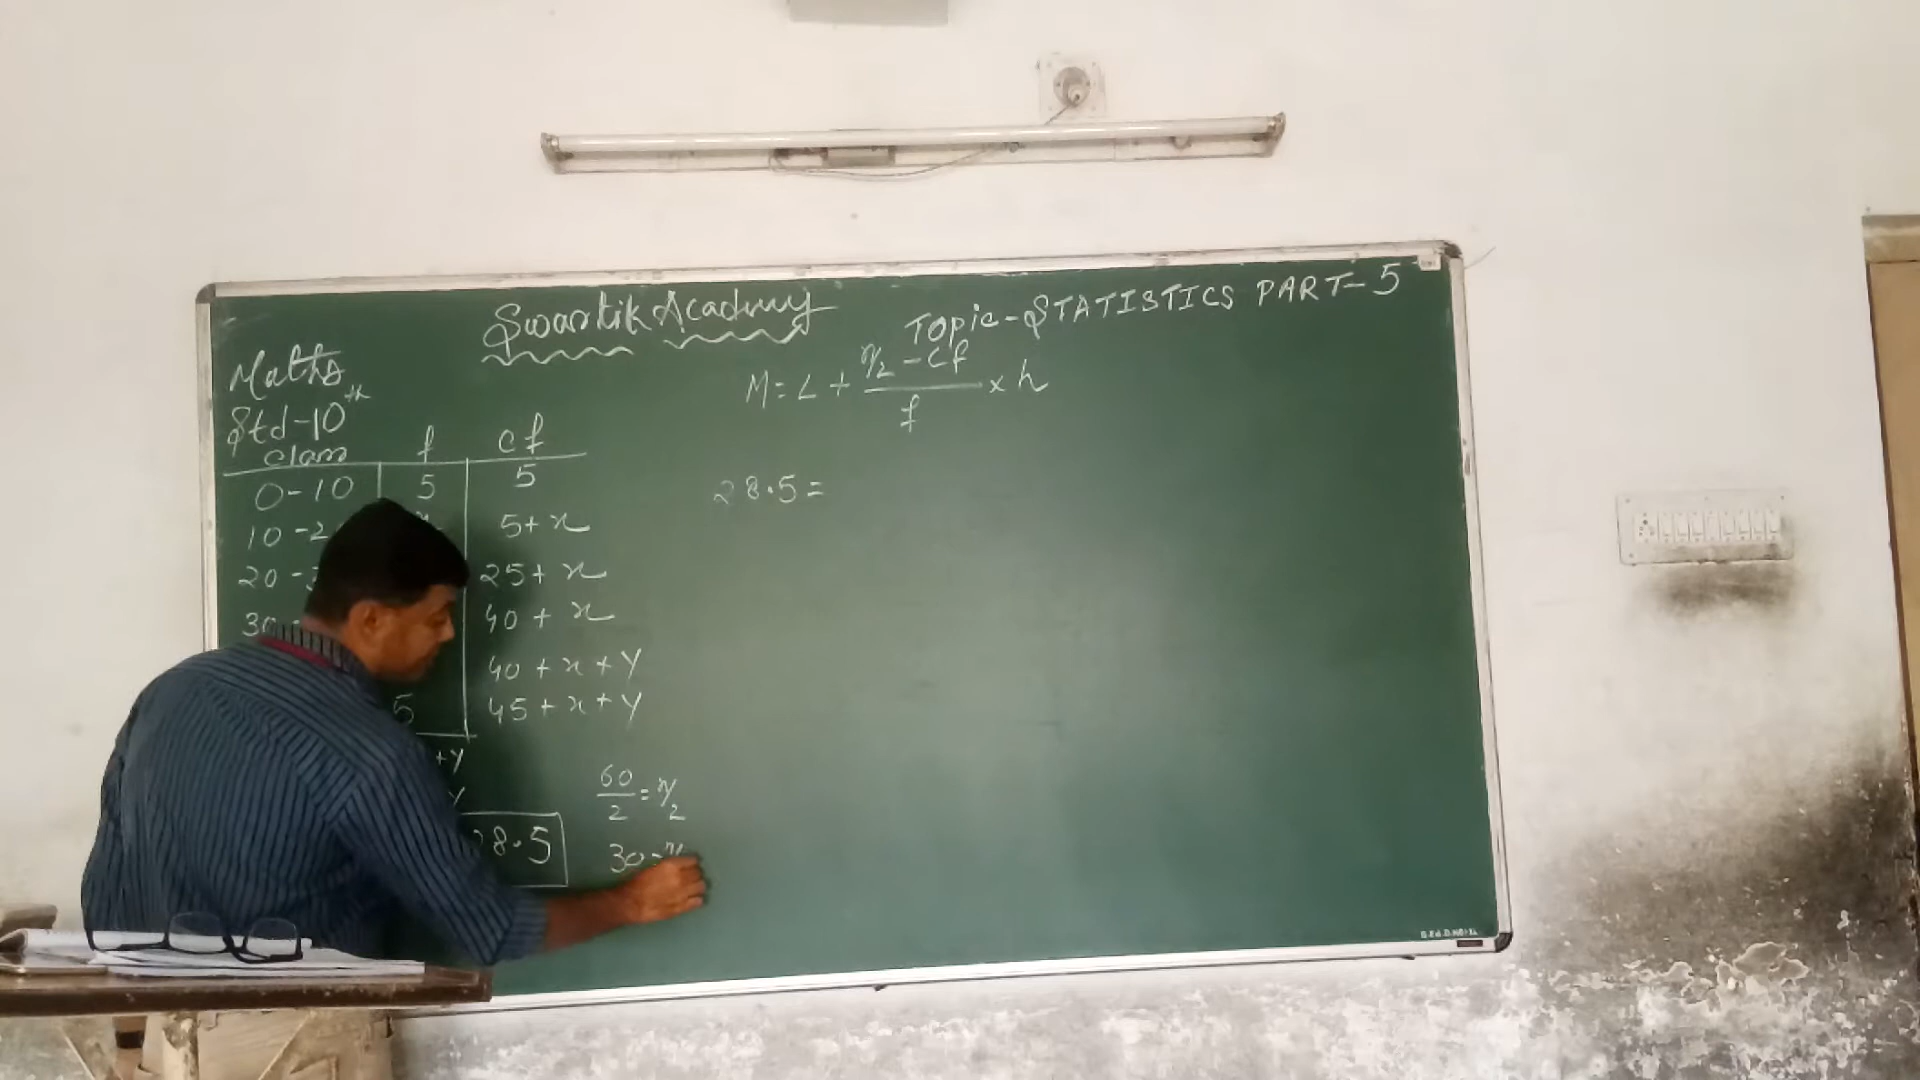 Swastik Academy
Topic-STATISTICS PART-5
Maths
Std-10th
M = L + n/2 - cf / f × h
class f cf
0-10 5 5
10-2 x 5+x
20-3 25+x
30- 40+x
40+x+y
5 45+x+y
+y
y
28.5
28.5=
60/2 = n/2
30 = n